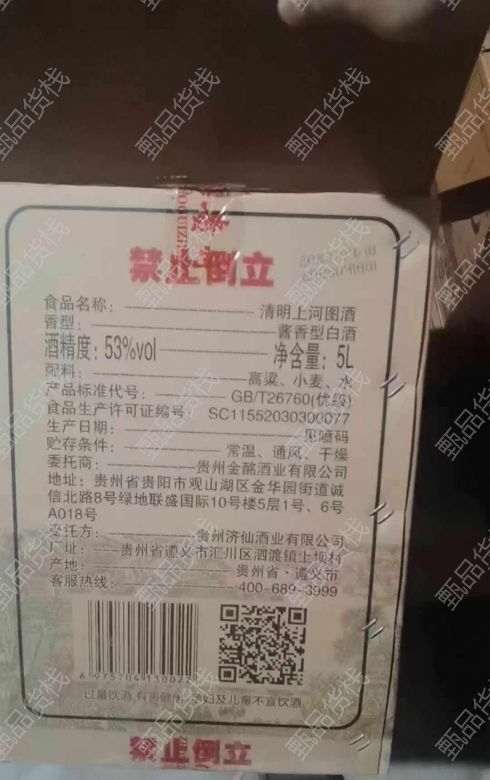 禁止倒立
食品名称: 清明上河图酒
香型: 酱香型白酒
酒精度: 53%vol 净含量: 5L
配料: 高粱、小麦、水
产品标准代号: GB/T26760(优级)
食品生产许可证编号 SC11552030300077
生产日期: 见喷码
贮存条件: 常温、通风、干燥
委托商: 贵州金酩酒业有限公司
地址: 贵州省贵阳市观山湖区金华园街道诚
信北路8号绿地联盛国际10号楼5层1号、6号
A018号
受托方: 贵州济仙酒业有限公司
厂址: 贵州省遵义市汇川区泗渡镇上坝村
产地: 贵州省·遵义市
客服热线: 400-689-3999
6 975704 130022
过量饮酒 有害健康 孕妇及儿童不宜饮酒
禁止倒立
甄品货栈